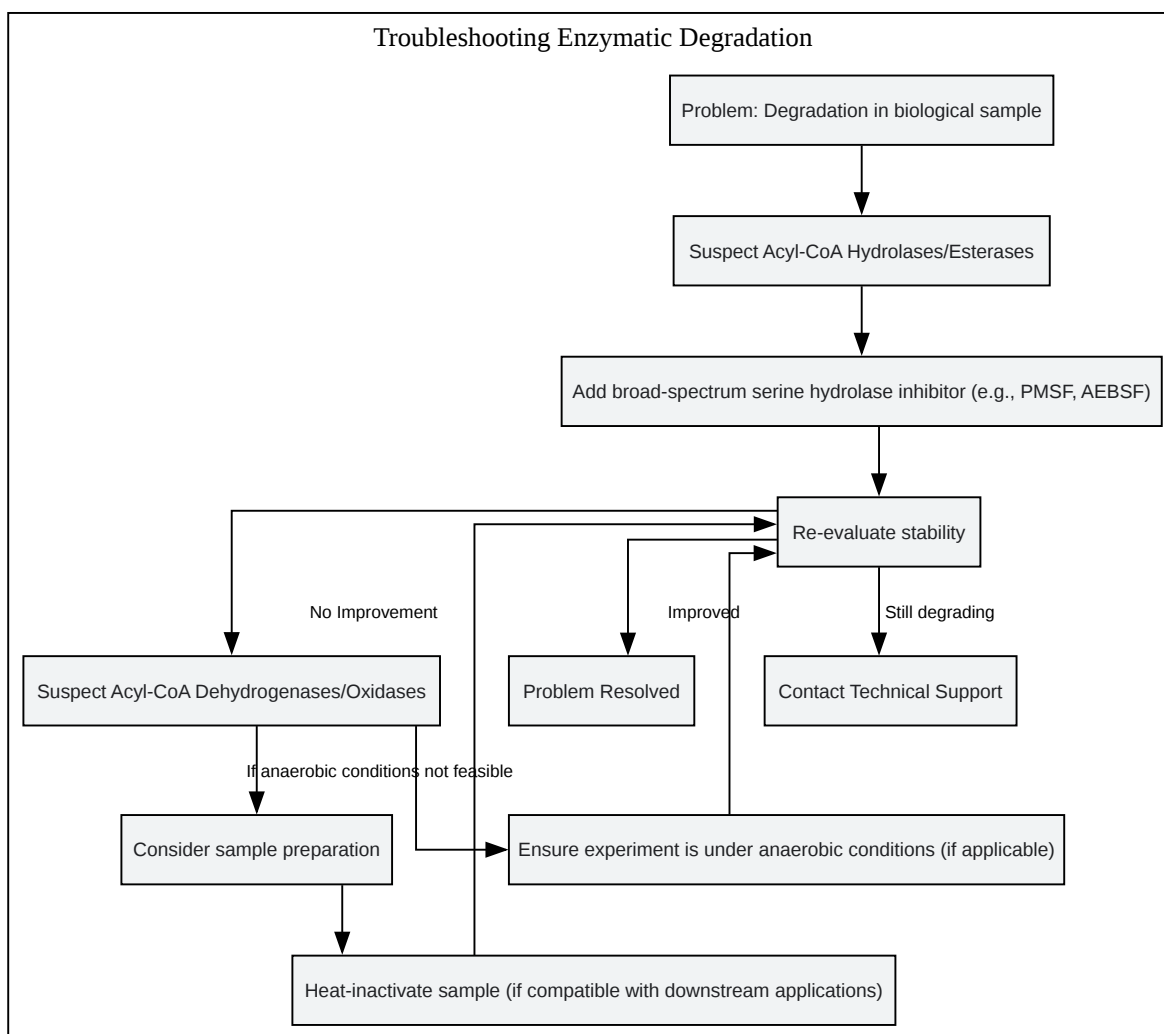 Troubleshooting Enzymatic Degradation
Problem: Degradation in biological sample
Suspect Acyl-CoA Hydrolases/Esterases
Add broad-spectrum serine hydrolase inhibitor (e.g., PMSF, AEBSF)
Re-evaluate stability
No Improvement
Improved
Still degrading
Suspect Acyl-CoA Dehydrogenases/Oxidases
Problem Resolved
Contact Technical Support
If anaerobic conditions not feasible
Consider sample preparation
Ensure experiment is under anaerobic conditions (if applicable)
Heat-inactivate sample (if compatible with downstream applications)